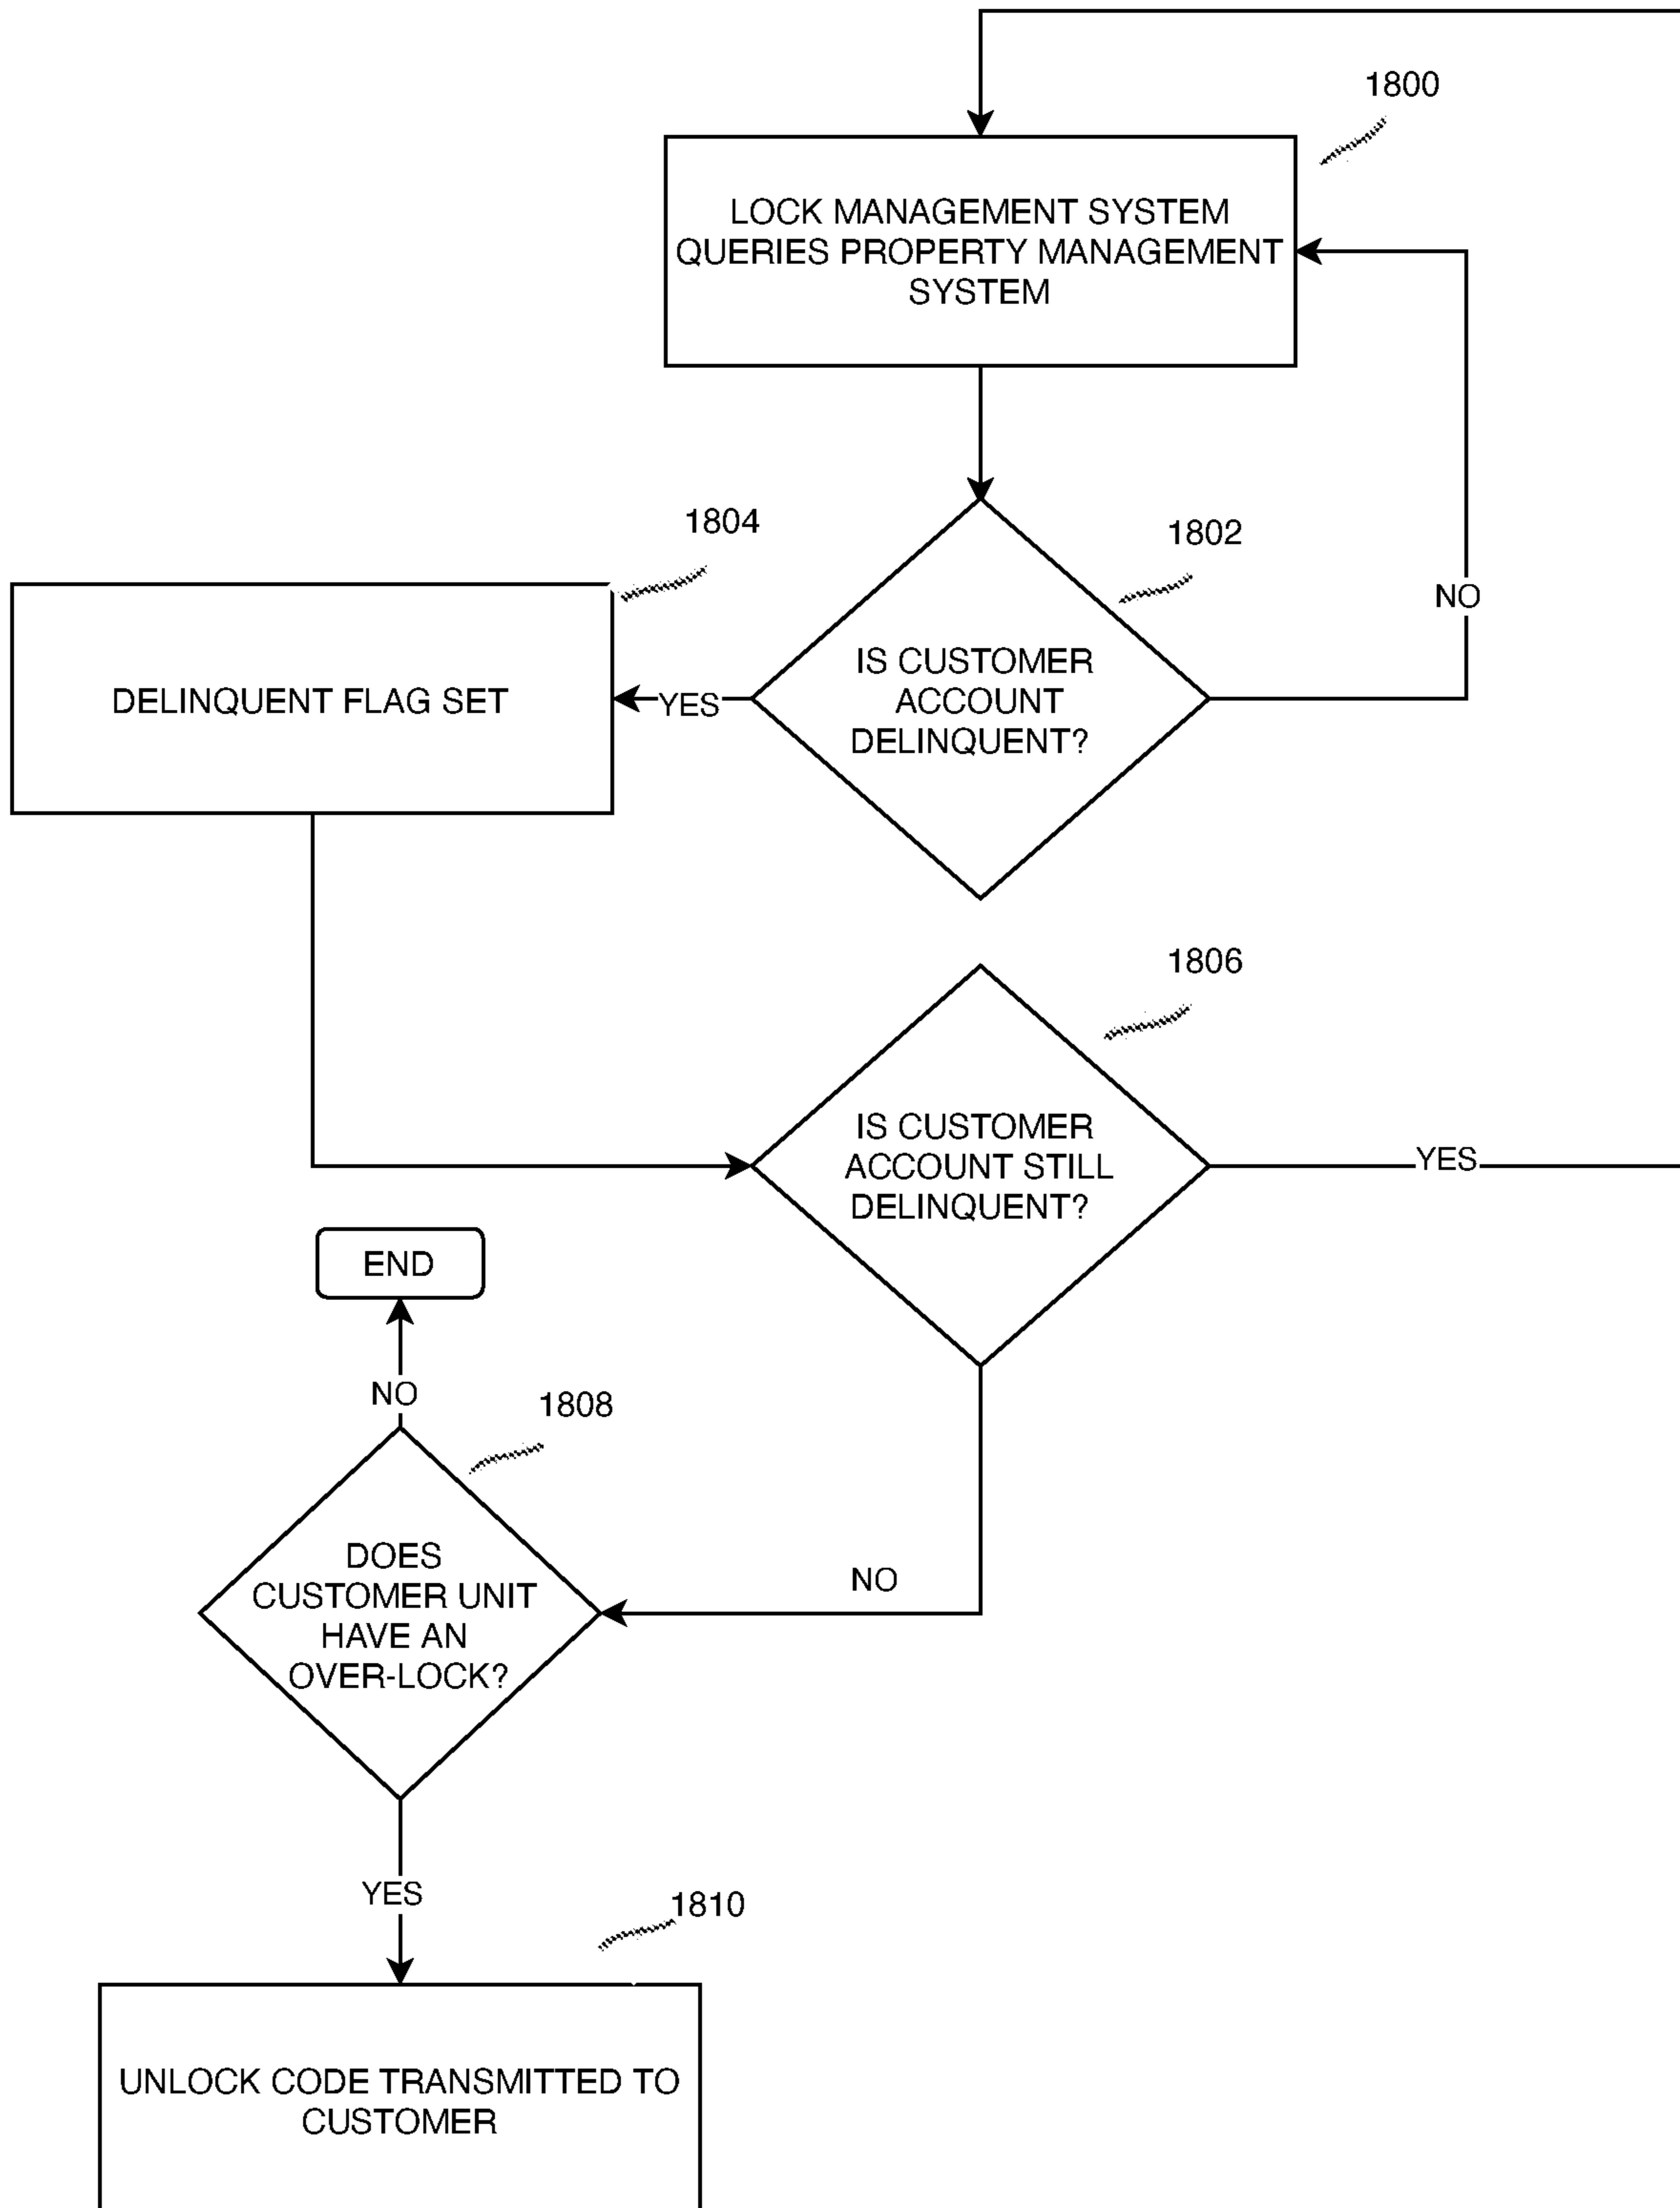 1800
LOCK MANAGEMENT SYSTEM
QUERIES PROPERTY MANAGEMENT
SYSTEM
1804
1802
NO
DELINQUENT FLAG SET
YES
IS CUSTOMER
ACCOUNT
DELINQUENT?
1806
IS CUSTOMER
ACCOUNT STILL
DELINQUENT?
YES
END
NO
1808
DOES
CUSTOMER UNIT
HAVE AN
OVER-LOCK?
NO
YES
1810
UNLOCK CODE TRANSMITTED TO
CUSTOMER